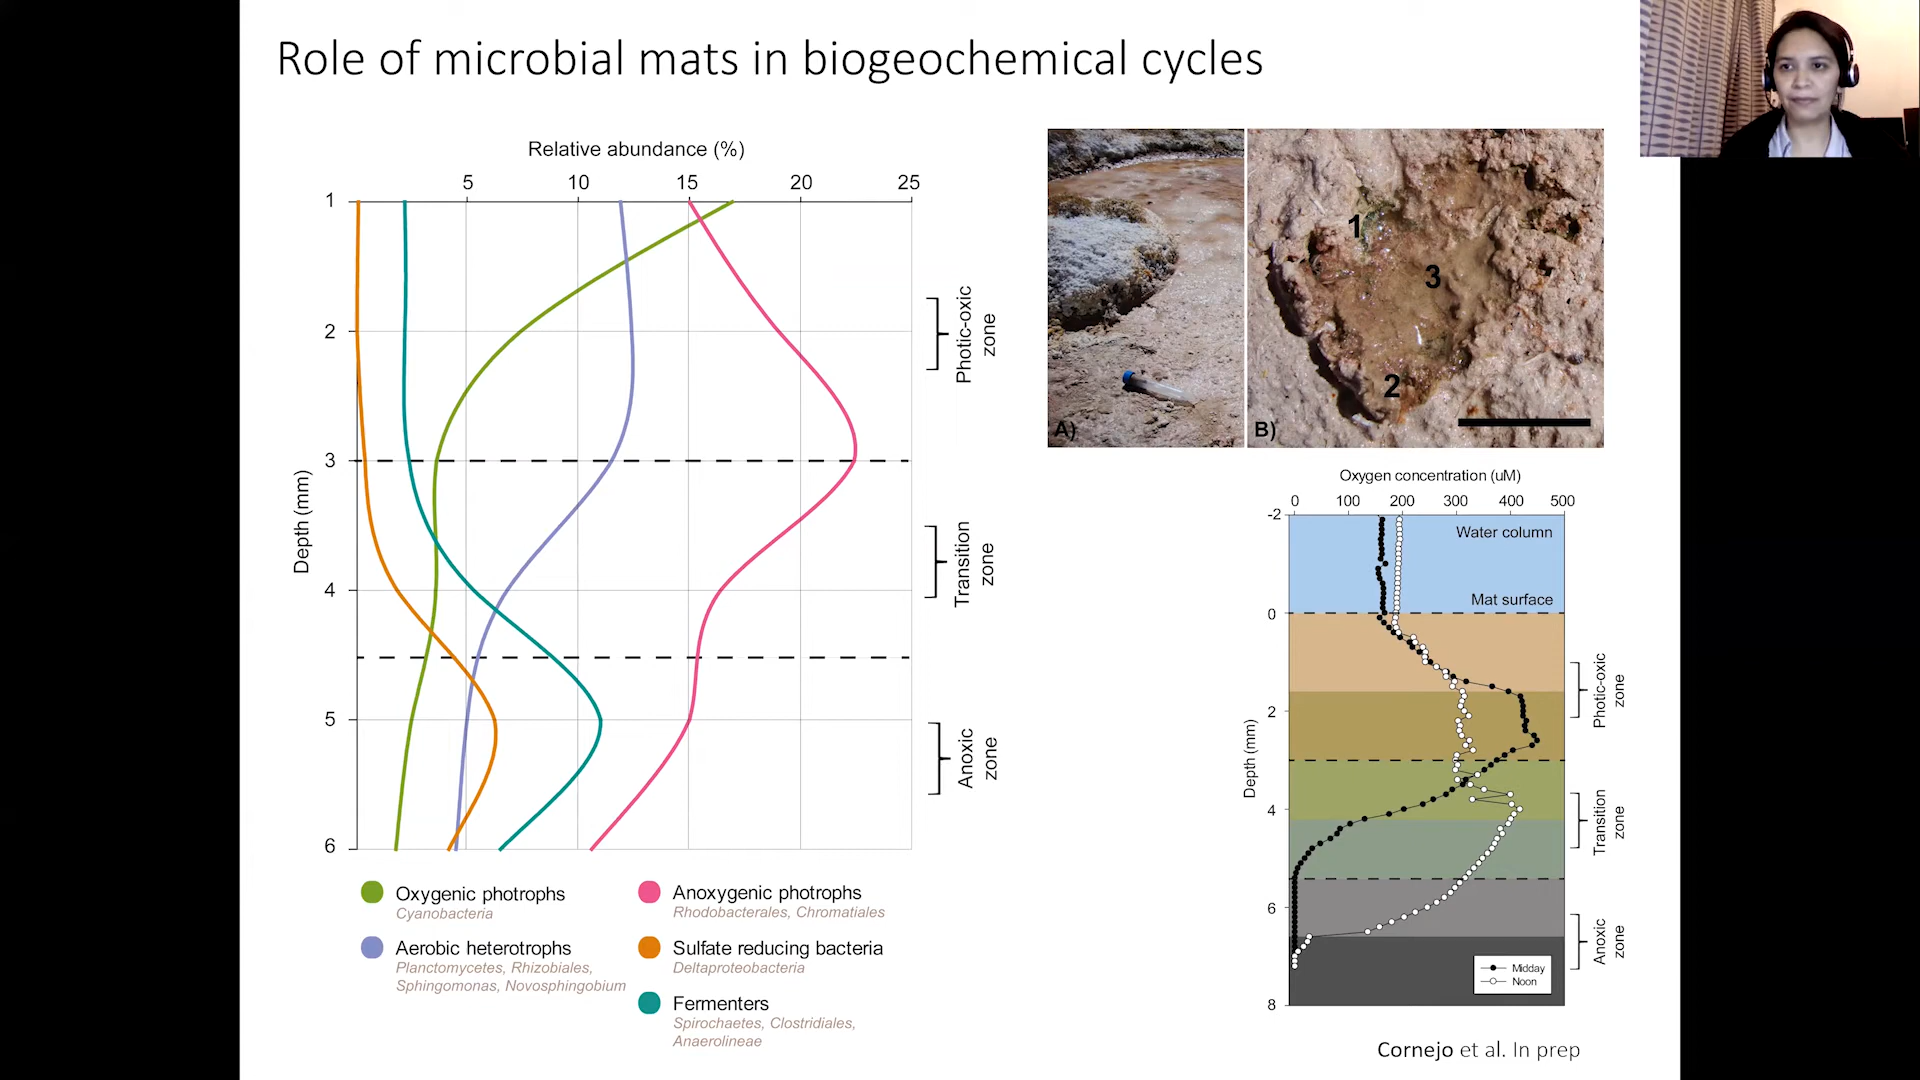 Role of microbial mats in biogeochemical cycles
Relative abundance (%)
5 10 15 20 25
1
2
3
4
5
6
Depth (mm)
Photic-oxic
zone
Transition
zone
Anoxic
zone
Oxygenic photrophs
Cyanobacteria
Aerobic heterotrophs
Planctomycetes, Rhizobiales,
Sphingomonas, Novosphingobium
Anoxygenic photrophs
Rhodobacterales, Chromatiales
Sulfate reducing bacteria
Deltaproteobacteria
Fermenters
Spirochaetes, Clostridiales,
Anaerolineae
A)
B)
1
3
2
Oxygen concentration (uM)
0 100 200 300 400 500
-2
0
2
4
6
8
Depth (mm)
Water column
Mat surface
Photic-oxic
zone
Transition
zone
Anoxic
zone
Midday
Noon
Cornejo et al. In prep